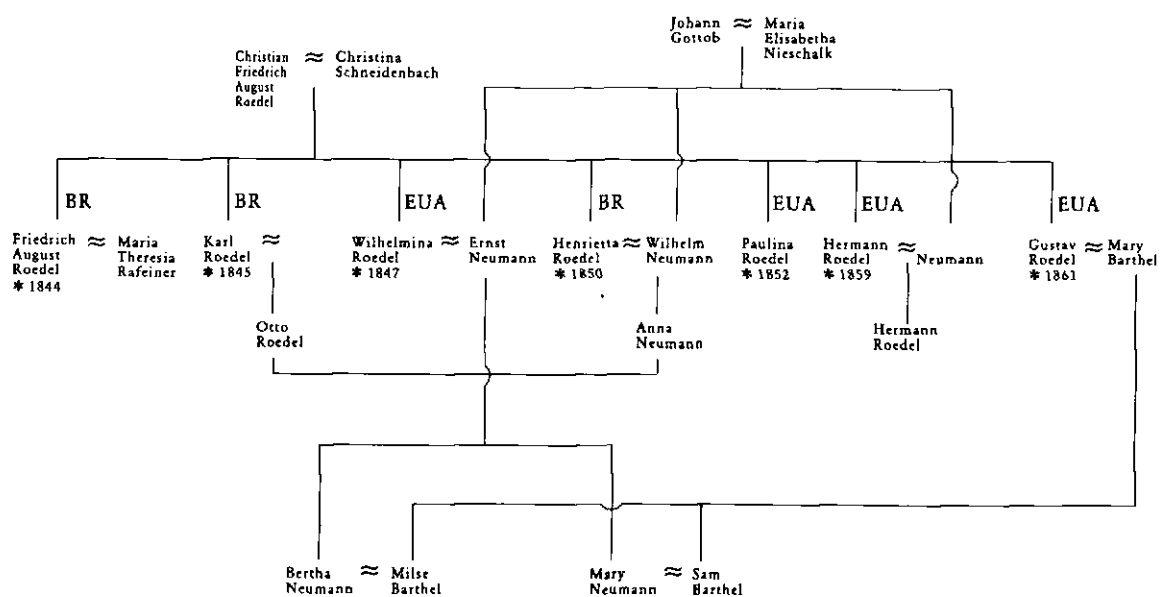 Johann ≈ Maria
Gottob Elisabetha
Nieschalk
Christian ≈ Christina
Friedrich Schneidenbach
August
Roedel
BR BR EUA BR EUA EUA EUA
Friedrich ≈ Maria
August Theresia
Roedel Rafeiner
* 1844
Karl ≈
Roedel
* 1845
Wilhelmina ≈ Ernst
Roedel Neumann
* 1847
Henrietta ≈ Wilhelm
Roedel Neumann
* 1850
Paulina
Roedel
* 1852
Hermann ≈
Roedel Neumann
* 1859
Gustav ≈ Mary
Roedel Barthel
* 1861
Otto
Roedel
Anna
Neumann
Hermann
Roedel
Bertha ≈ Milse
Neumann Barthel
Mary ≈ Sam
Neumann Barthel